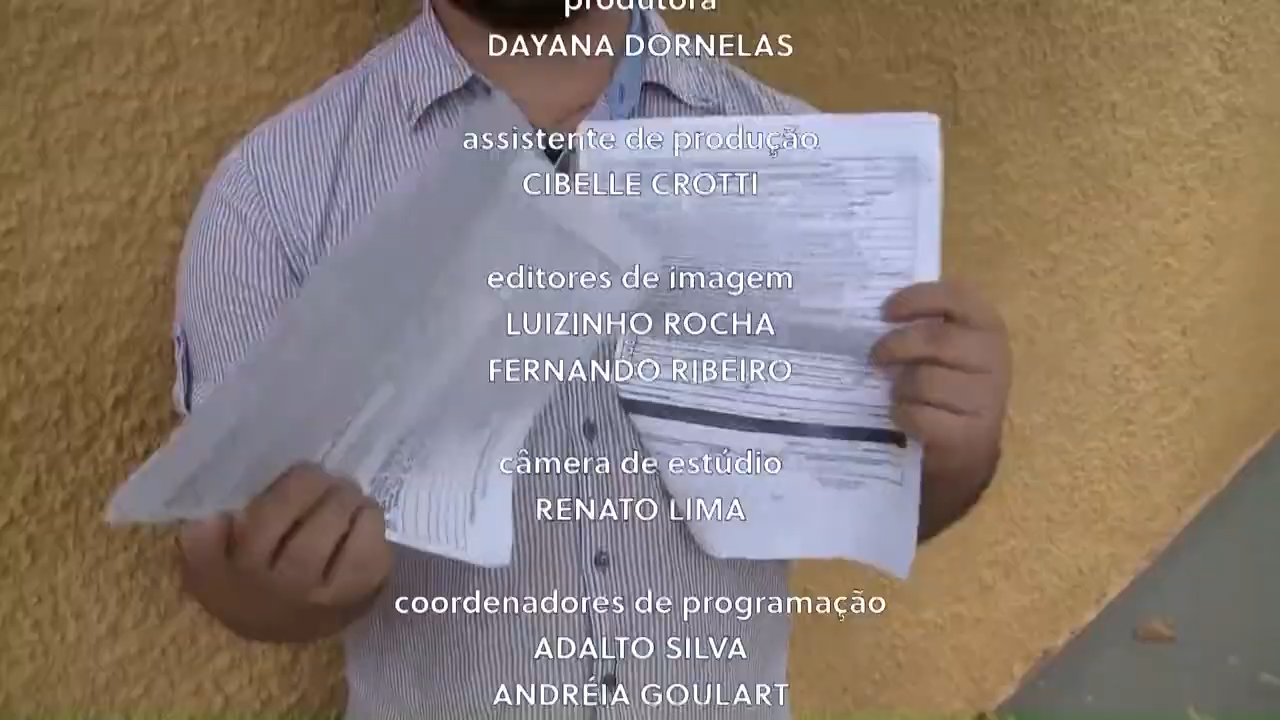 produtora
DAYANA DORNELAS
assistente de produção
CIBELLE CROTTI
editores de imagem
LUIZINHO ROCHA
FERNANDO RIBEIRO
câmera de estúdio
RENATO LIMA
coordenadores de programação
ADALTO SILVA
ANDRÉIA GOULART